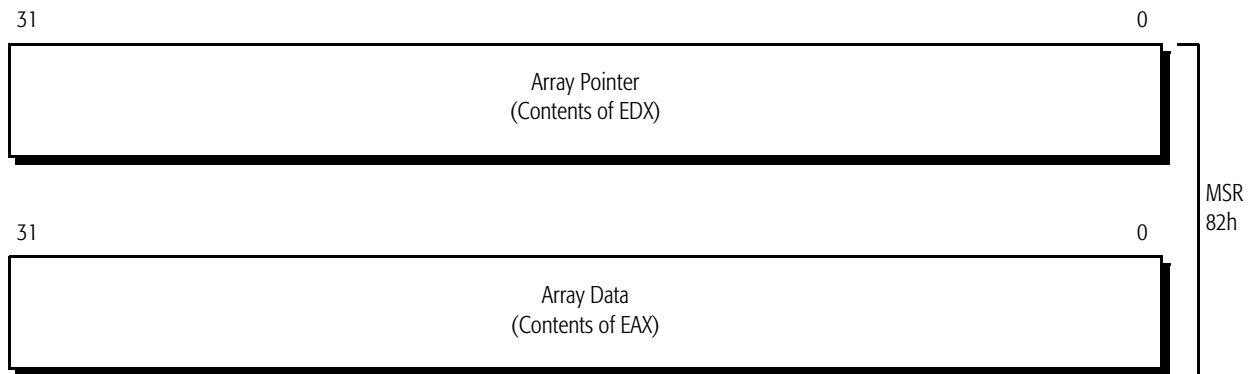 31 0
Array Pointer
(Contents of EDX)
MSR
82h
31 0
Array Data
(Contents of EAX)